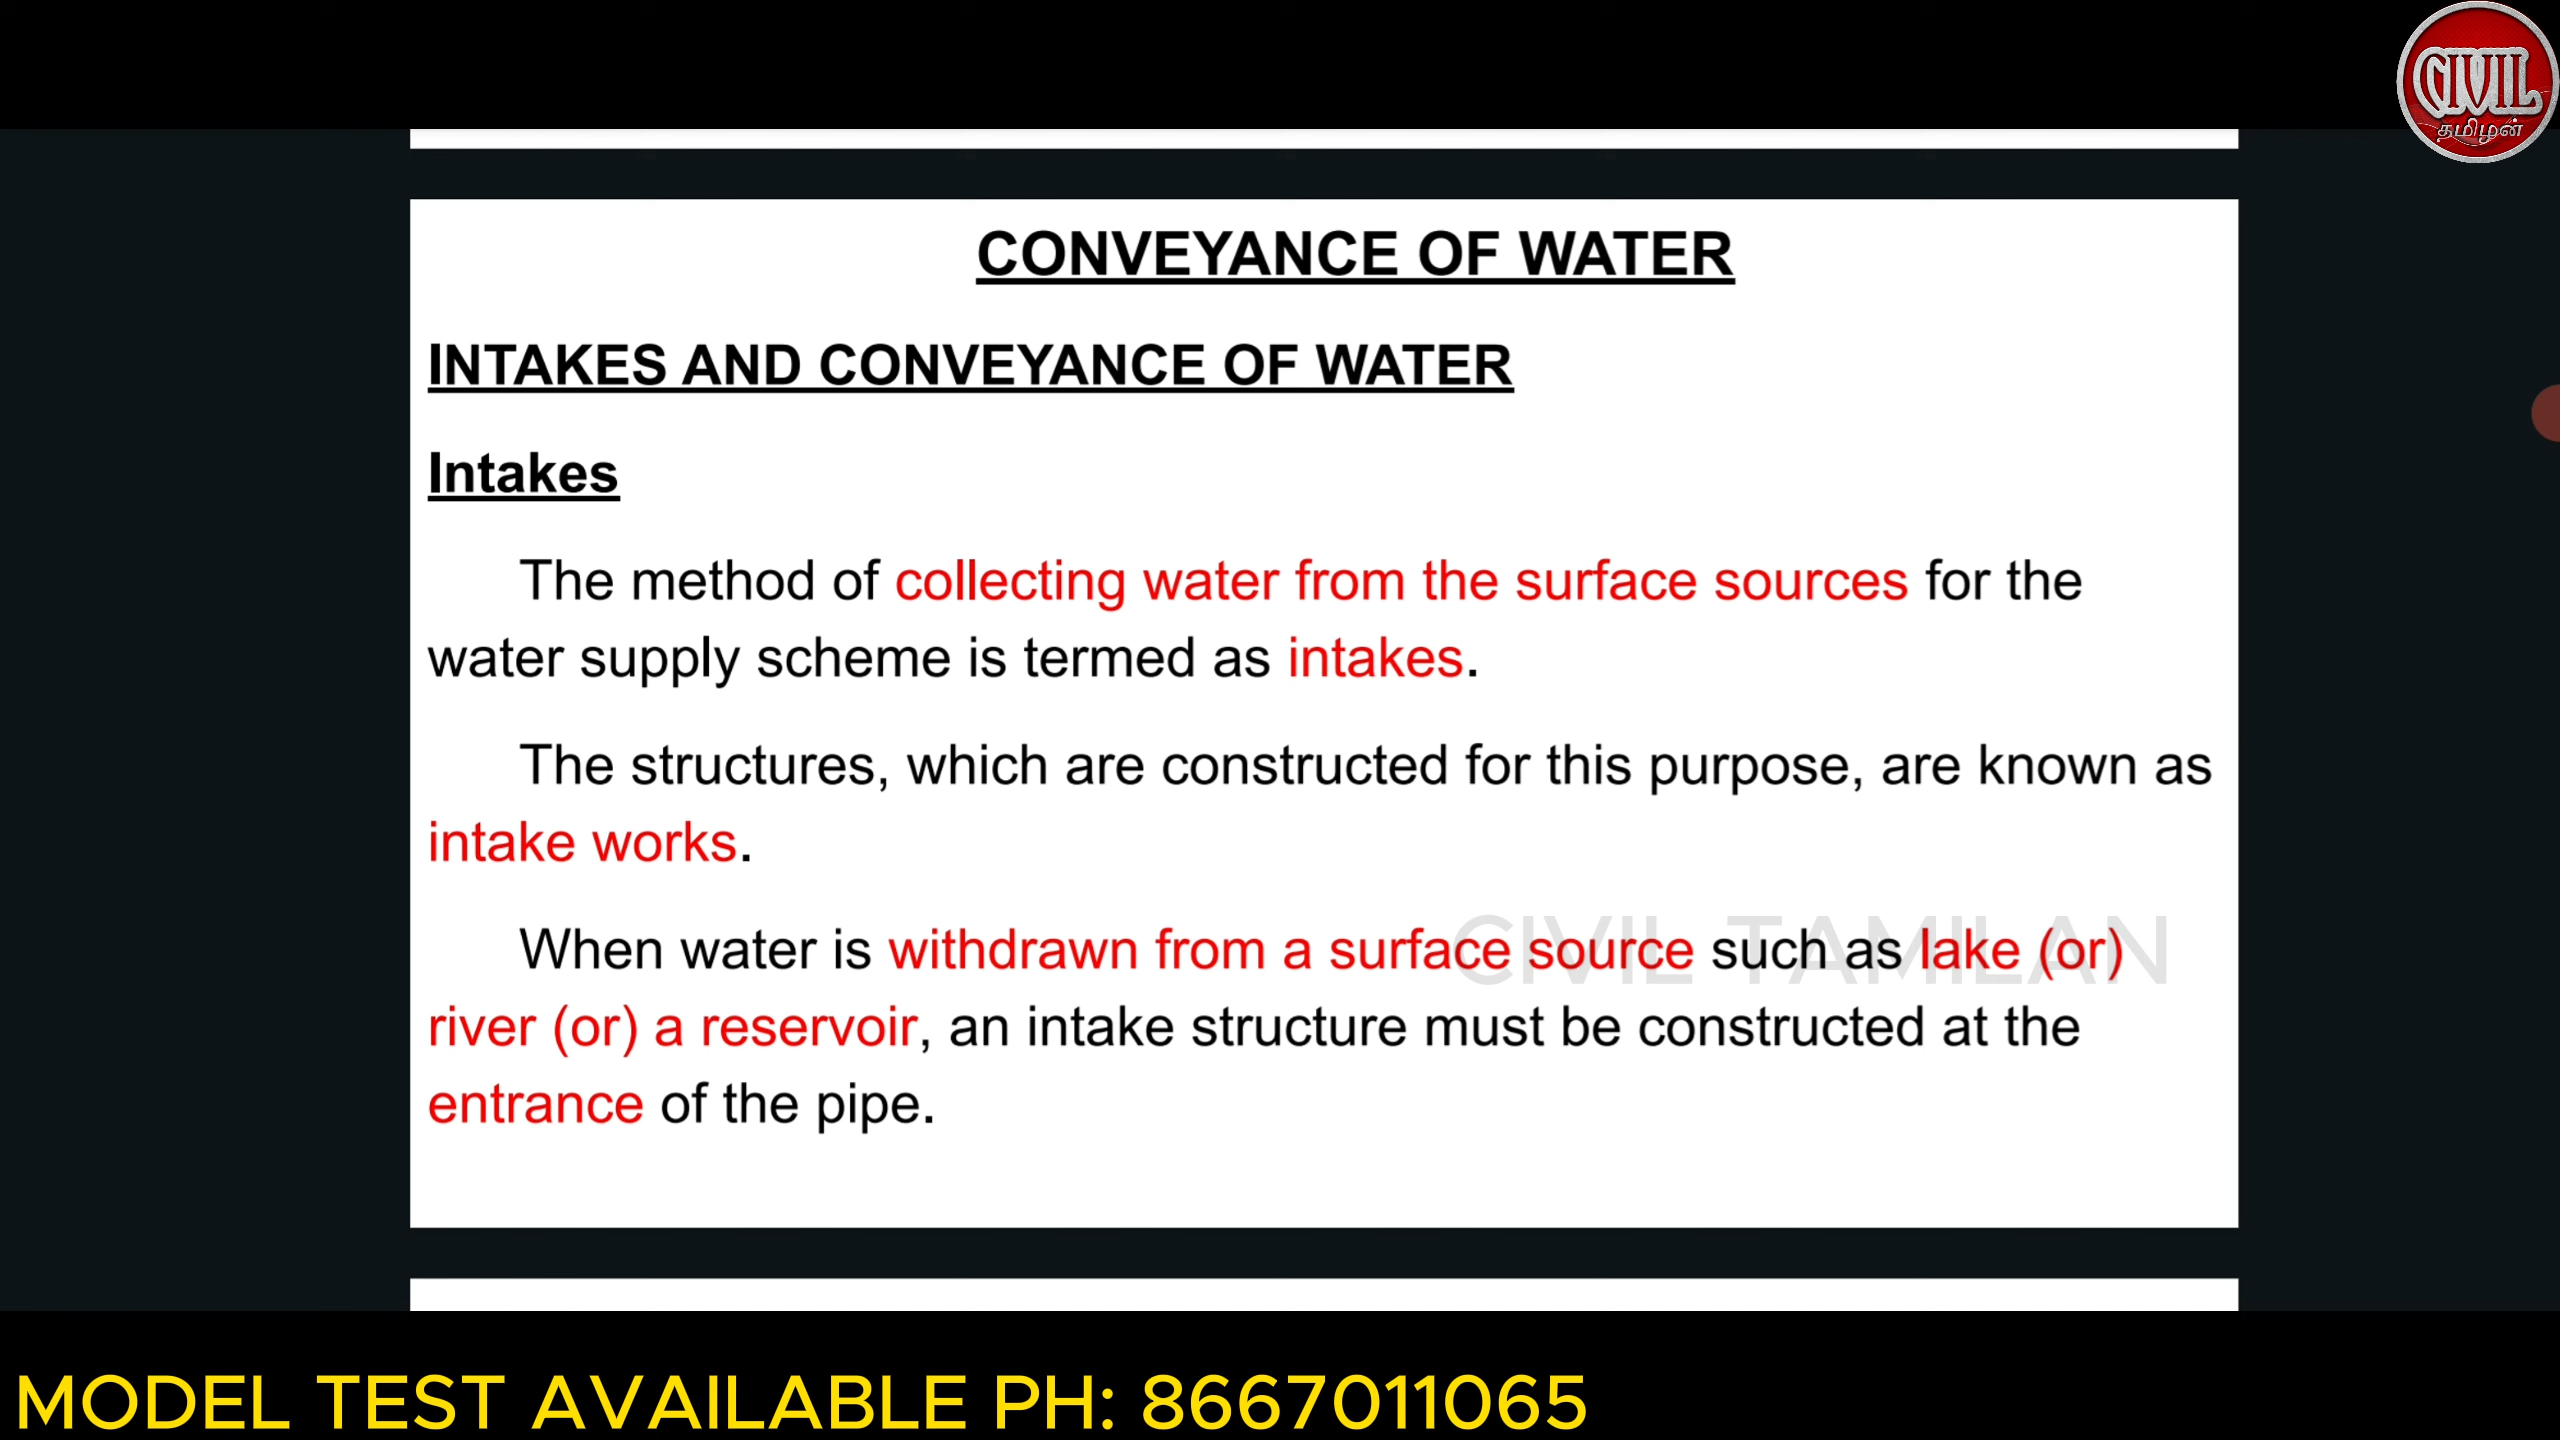 CIVIL
தமிழன்
CONVEYANCE OF WATER
INTAKES AND CONVEYANCE OF WATER
Intakes
The method of collecting water from the surface sources for the
water supply scheme is termed as intakes.
The structures, which are constructed for this purpose, are known as
intake works.
CIVIL TAMILAN
When water is withdrawn from a surface source such as lake (or)
river (or) a reservoir, an intake structure must be constructed at the
entrance of the pipe.
MODEL TEST AVAILABLE PH: 8667011065